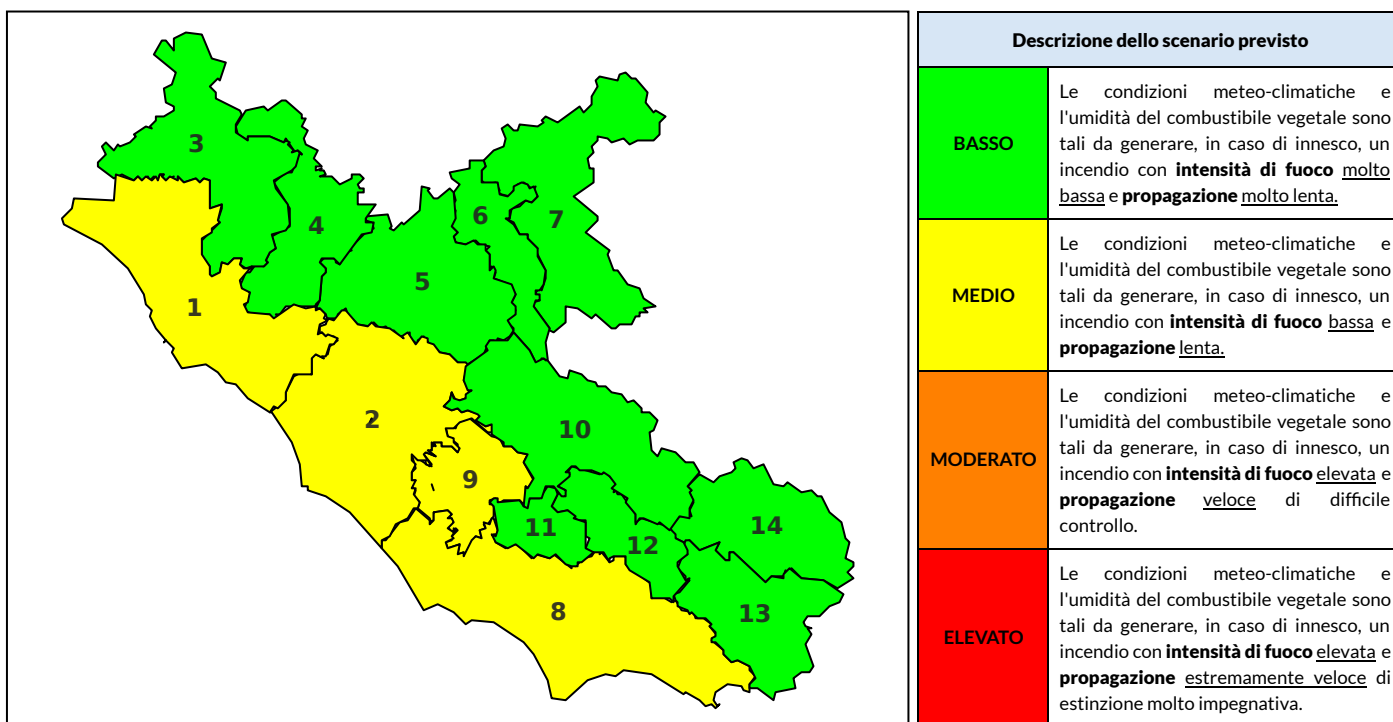 3
4
6
7
5
1
2
10
9
11
14
12
8
13
Descrizione dello scenario previsto
BASSO
Le condizioni meteo-climatiche e
l'umidità del combustibile vegetale sono
tali da generare, in caso di innesco, un
incendio con intensità di fuoco molto
bassa e propagazione molto lenta.
MEDIO
Le condizioni meteo-climatiche e
l'umidità del combustibile vegetale sono
tali da generare, in caso di innesco, un
incendio con intensità di fuoco bassa e
propagazione lenta.
MODERATO
Le condizioni meteo-climatiche e
l'umidità del combustibile vegetale sono
tali da generare, in caso di innesco, un
incendio con intensità di fuoco elevata e
propagazione veloce di difficile
controllo.
ELEVATO
Le condizioni meteo-climatiche e
l'umidità del combustibile vegetale sono
tali da generare, in caso di innesco, un
incendio con intensità di fuoco elevata e
propagazione estremamente veloce di
estinzione molto impegnativa.